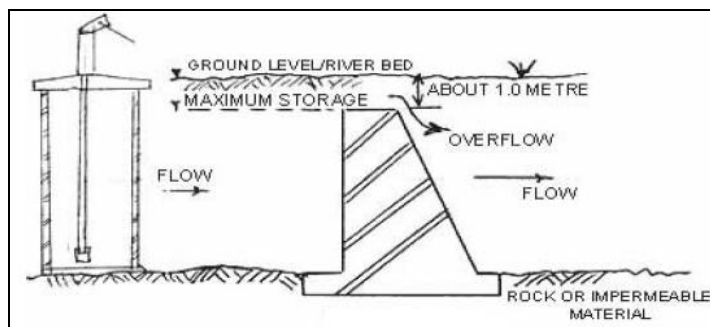 GROUND LEVEL/RIVER BED
ABOUT 1.0 METRE
MAXIMUM STORAGE
OVERFLOW
FLOW
FLOW
ROCK OR IMPERMEABLE
MATERIAL